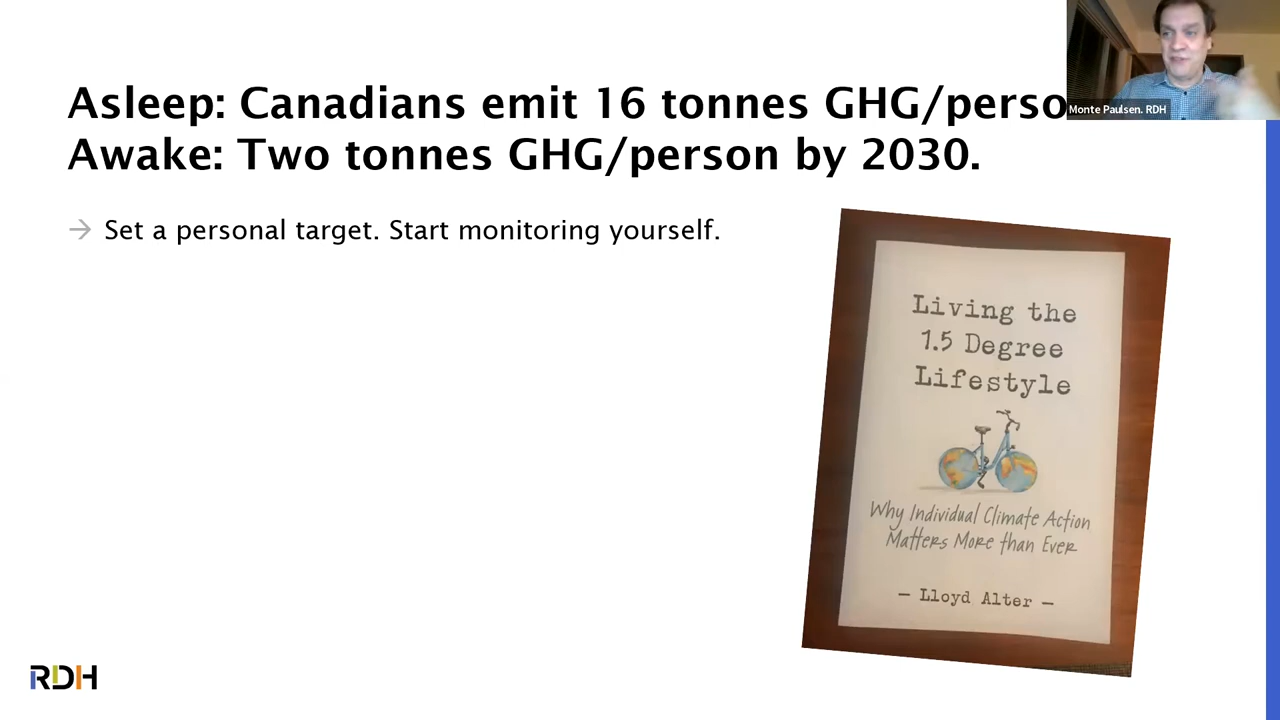 Asleep: Canadians emit 16 tonnes GHG/perso
Monte Paulsen. RDH
Awake: Two tonnes GHG/person by 2030.
→ Set a personal target. Start monitoring yourself.
Living the
1.5 Degree
Lifestyle
Why Individual Climate Action
Matters More than Ever
— Lloyd Alter —
RDH